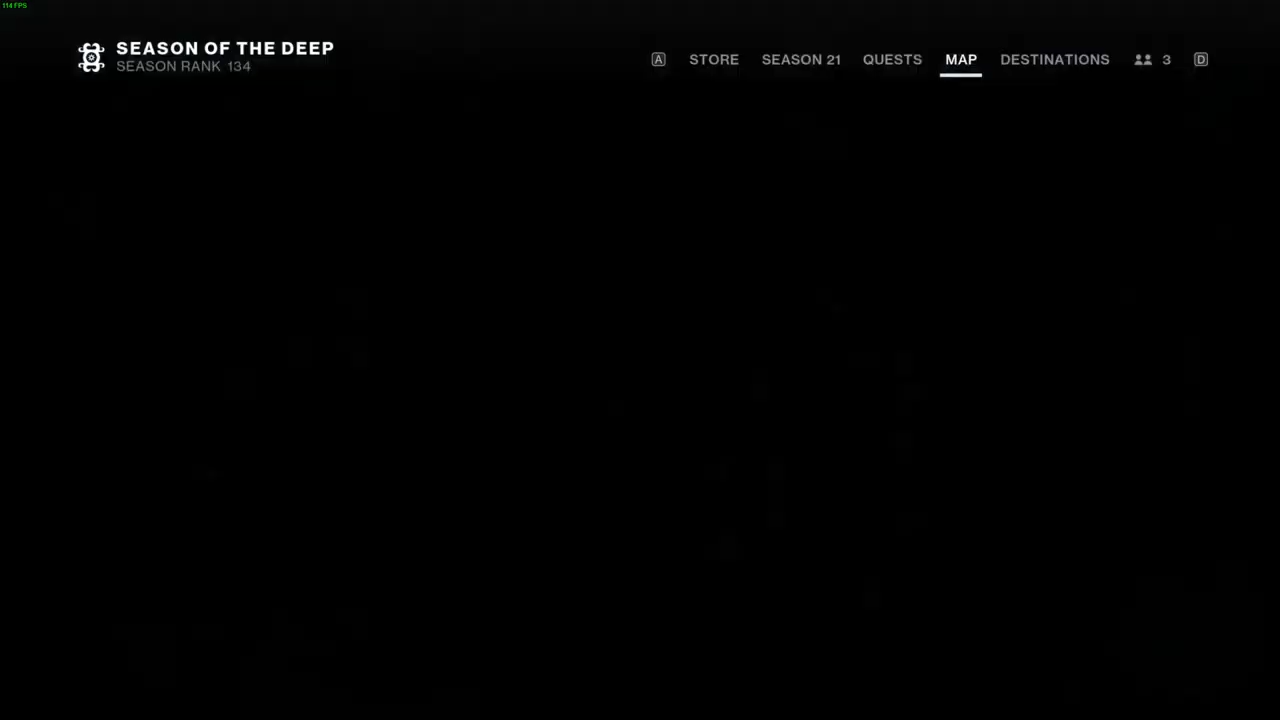 114 FPS
SEASON OF THE DEEP
SEASON RANK 134
A STORE SEASON 21 QUESTS MAP DESTINATIONS 3 D